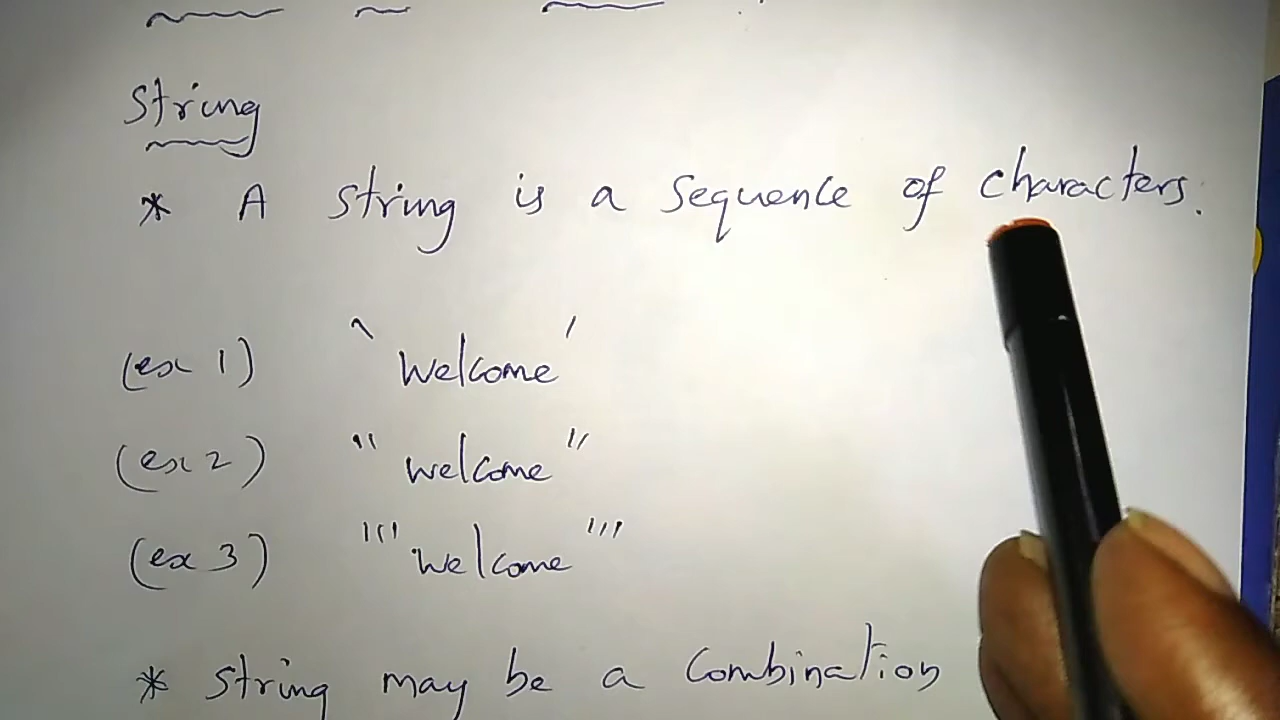 String
* A string is a sequence of characters.
(ex 1) 'Welcome'
(ex 2) "welcome"
(ex 3) '''Welcome'''
* String may be a combination